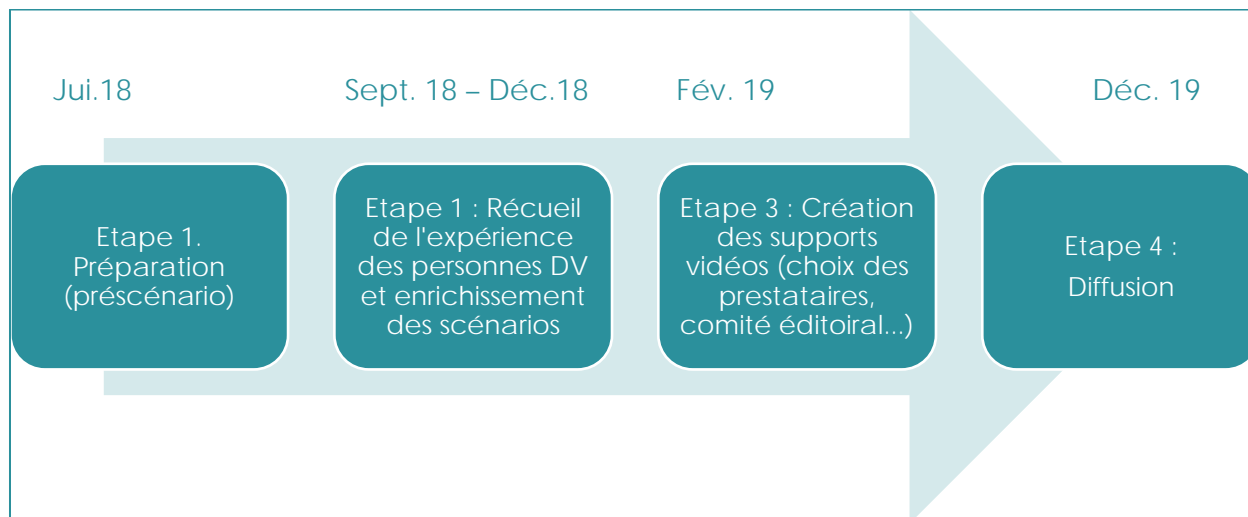 Jui.18
Sept. 18 – Déc.18
Fév. 19
Déc. 19
Etape 1.
Préparation
(préscénario)
Etape 1 : Récueil
de l'expérience
des personnes DV
et enrichissement
des scénarios
Etape 3 : Création
des supports
vidéos (choix des
prestataires,
comité éditoiral...)
Etape 4 :
Diffusion